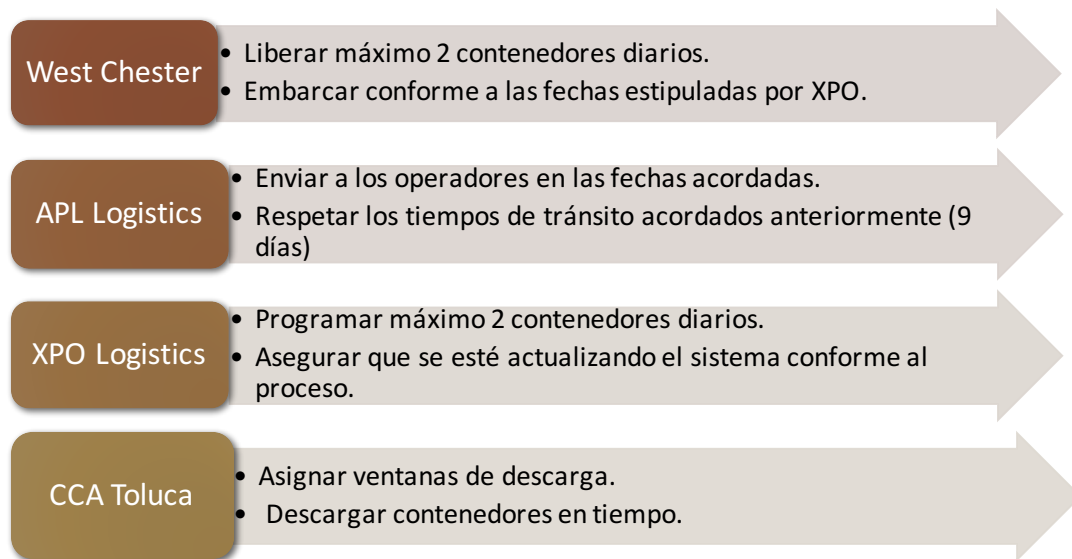 West Chester
• Liberar máximo 2 contenedores diarios.
• Embarcar conforme a las fechas estipuladas por XPO.
APL Logistics
• Enviar a los operadores en las fechas acordadas.
• Respetar los tiempos de tránsito acordados anteriormente (9
días)
XPO Logistics
• Programar máximo 2 contenedores diarios.
• Asegurar que se esté actualizando el sistema conforme al
proceso.
CCA Toluca
• Asignar ventanas de descarga.
• Descargar contenedores en tiempo.